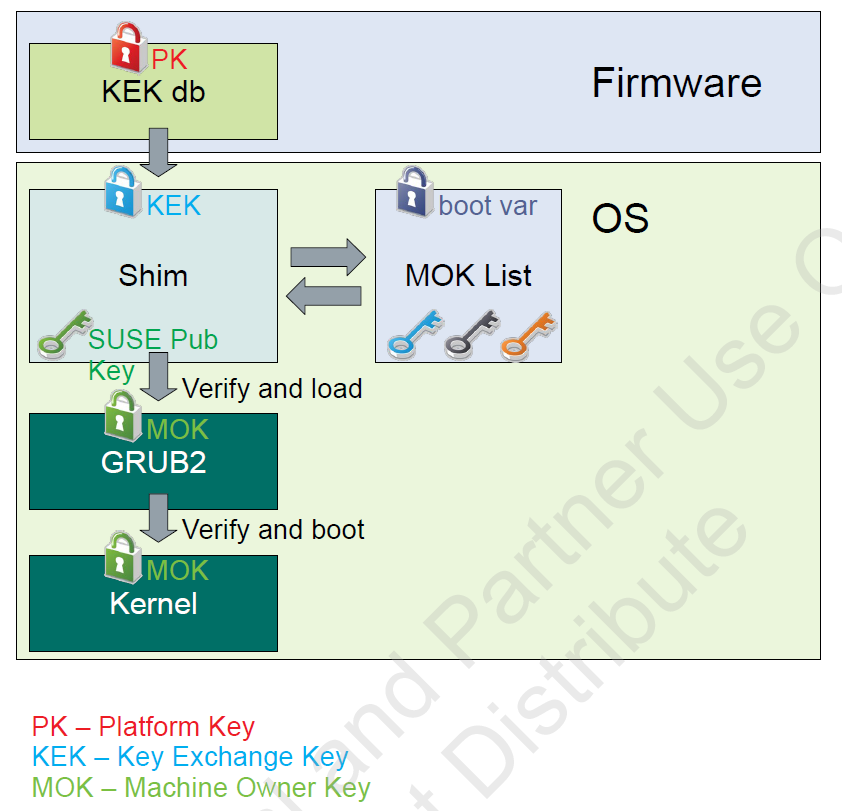 PK
KEK db
Firmware
KEK
boot var
OS
Shim
MOK List
SUSE Pub
Key
Verify and load
MOK
GRUB2
Verify and boot
MOK
Kernel
PK – Platform Key
KEK – Key Exchange Key
MOK – Machine Owner Key
and Partner Use
Distribute